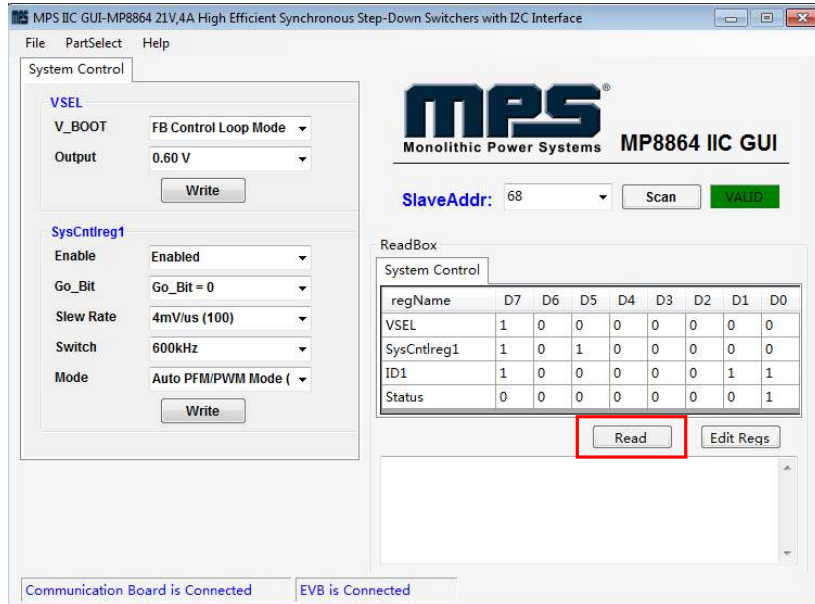 MPS IIC GUI-MP8864 21V,4A High Efficient Synchronous Step-Down Switchers with I2C Interface
File PartSelect Help
System Control
VSEL
V_BOOT FB Control Loop Mode
Output 0.60 V
Write
SysCntlreg1
Enable Enabled
Go_Bit Go_Bit = 0
Slew Rate 4mV/us (100)
Switch 600kHz
Mode Auto PFM/PWM Mode (
Write
mps®
Monolithic Power Systems MP8864 IIC GUI
SlaveAddr: 68 Scan VALID
ReadBox
System Control
regName D7 D6 D5 D4 D3 D2 D1 D0
VSEL 1 0 0 0 0 0 0 0
SysCntlreg1 1 0 1 0 0 0 0 0
ID1 1 0 0 0 0 0 1 1
Status 0 0 0 0 0 0 0 1
Read Edit Regs
Communication Board is Connected EVB is Connected